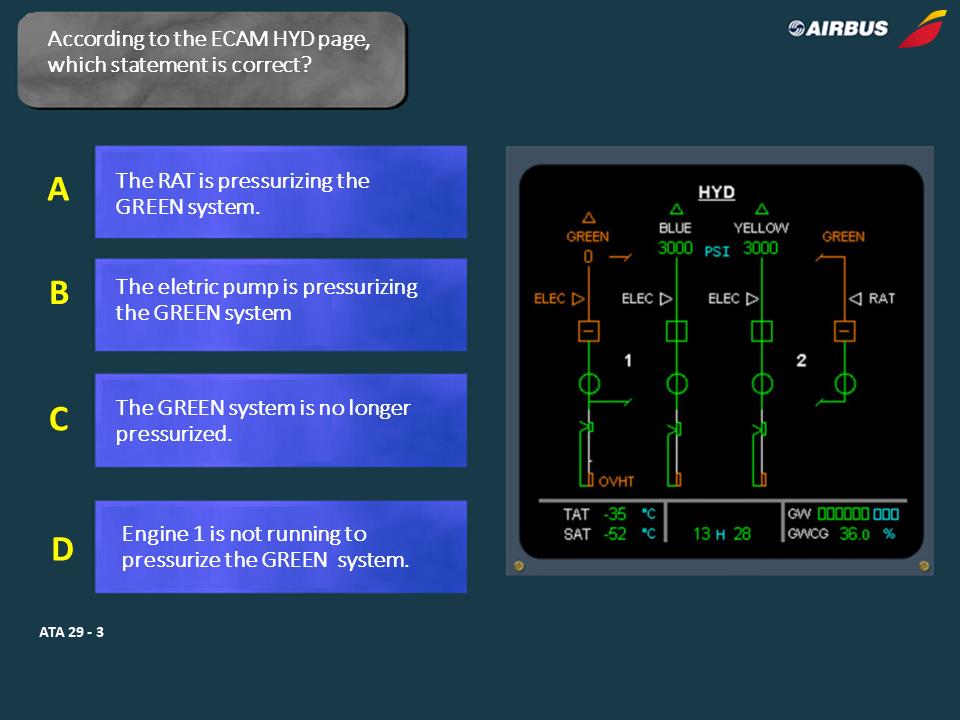 According to the ECAM HYD page,
which statement is correct?
AIRBUS
A
The RAT is pressurizing the
GREEN system.
B
The eletric pump is pressurizing
the GREEN system
C
The GREEN system is no longer
pressurized.
D
Engine 1 is not running to
pressurize the GREEN  system.
ATA 29 - 3
HYD
GREEN BLUE YELLOW GREEN
0 3000 PSI 3000
ELEC ELEC ELEC RAT
1 2
OVHT
TAT -35 °C GW
SAT -52 °C 13 H 28 GWCG 36.0 %